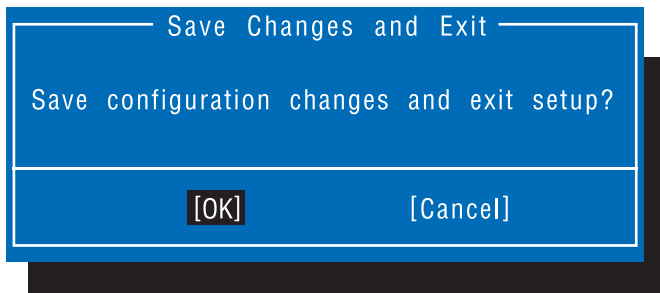 Save Changes and Exit
Save configuration changes and exit setup?
[OK] [Cancel]